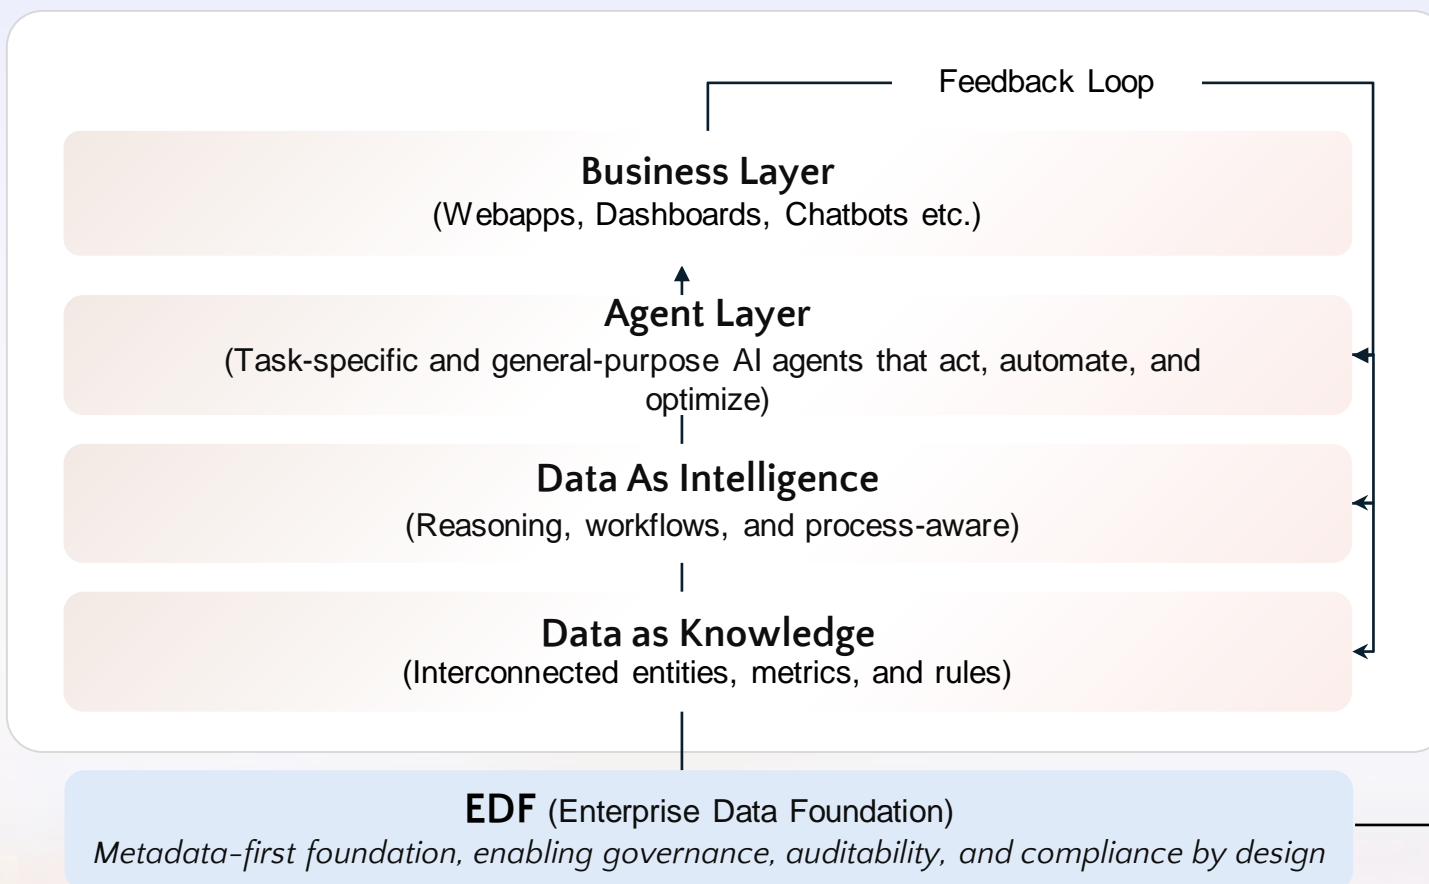 Feedback Loop
Business Layer
(Webapps, Dashboards, Chatbots etc.)
Agent Layer
(Task-specific and general-purpose AI agents that act, automate, and
optimize)
Data As Intelligence
(Reasoning, workflows, and process-aware)
Data as Knowledge
(Interconnected entities, metrics, and rules)
EDF (Enterprise Data Foundation)
Metadata-first foundation, enabling governance, auditability, and compliance by design